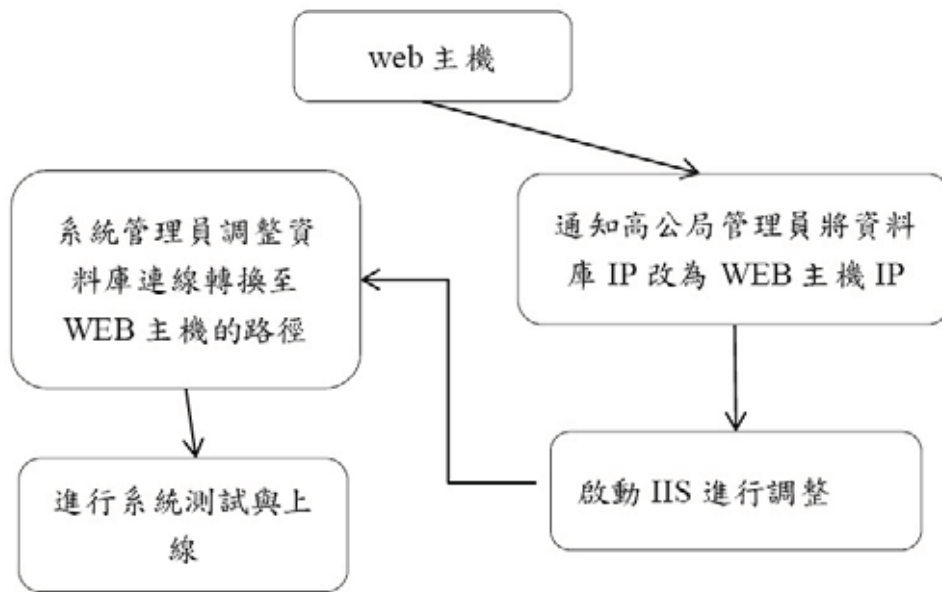 web 主機
通知高公局管理員將資料
庫 IP 改為 WEB 主機 IP
啟動 IIS 進行調整
系統管理員調整資
料庫連線轉換至
WEB 主機的路徑
進行系統測試與上
線